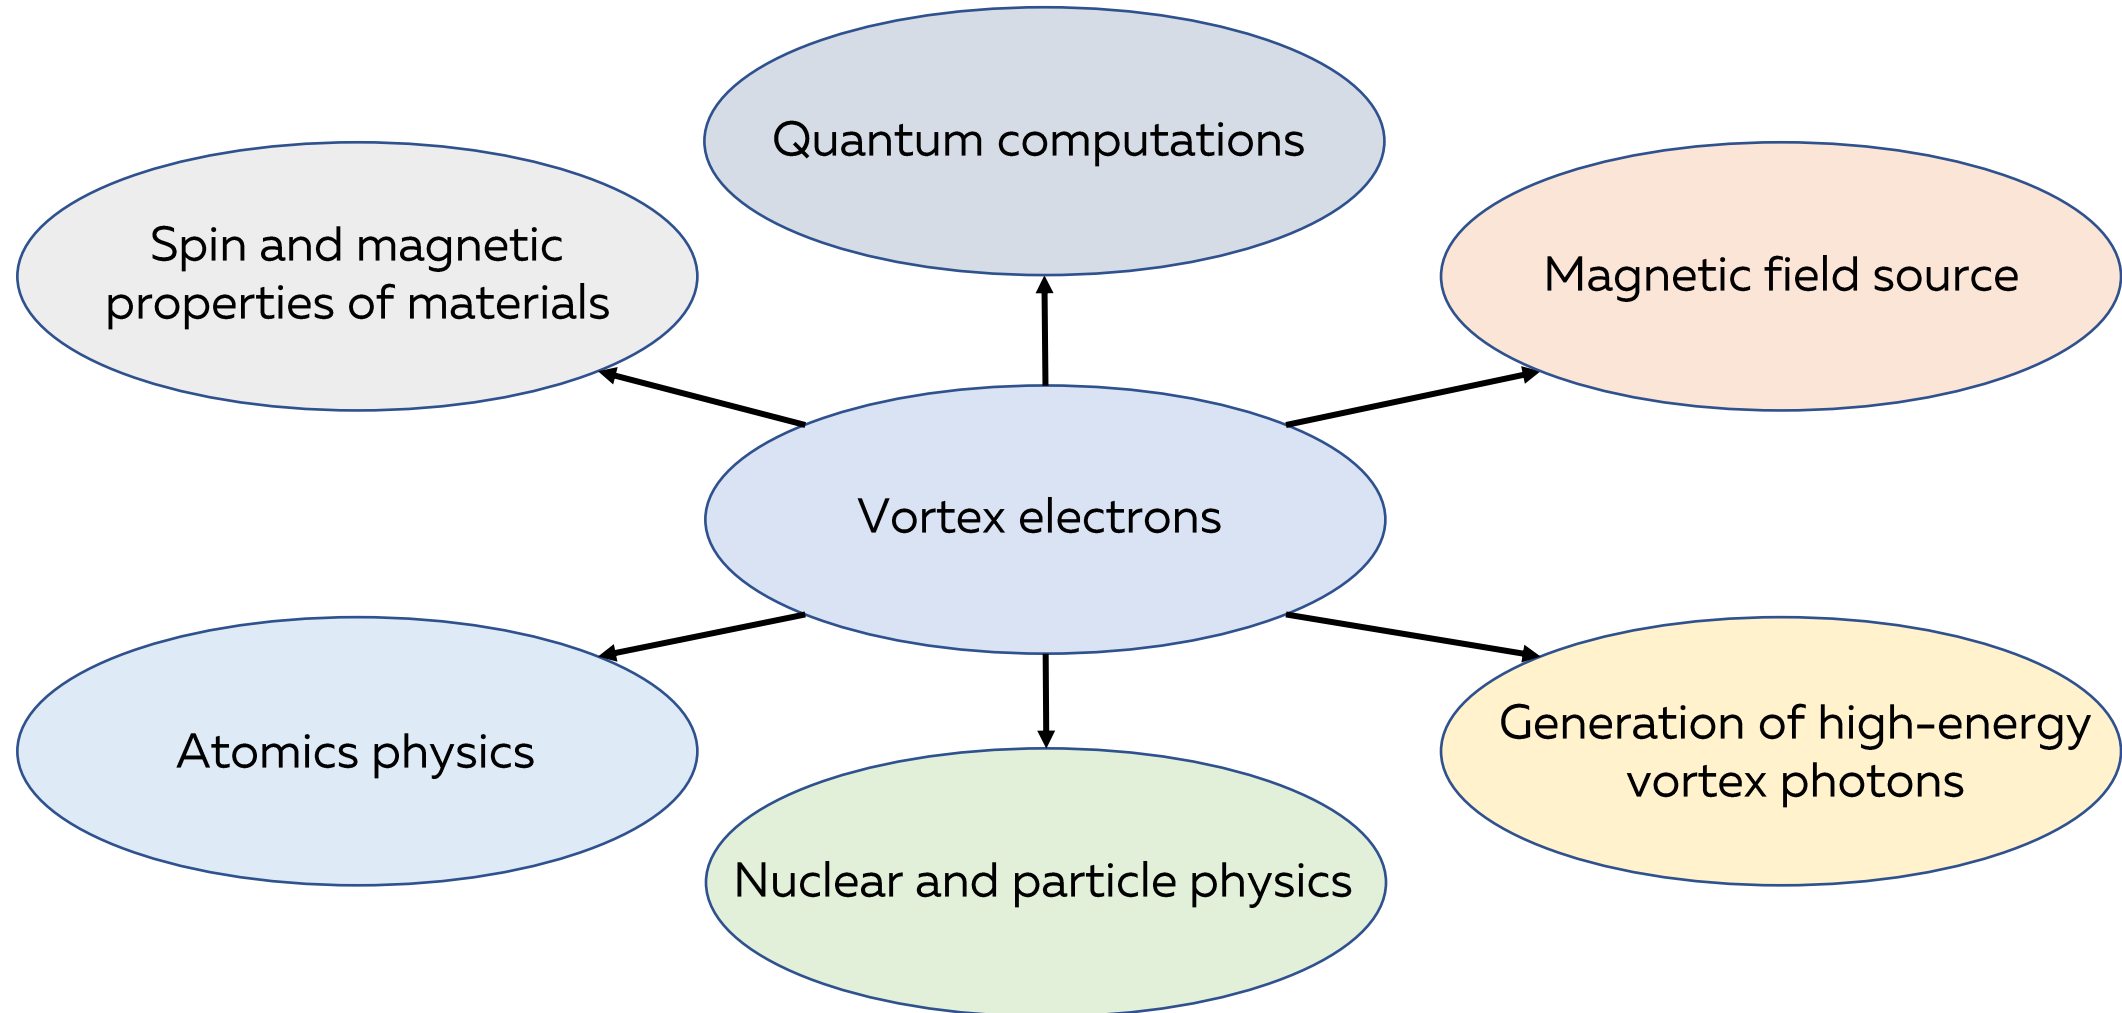 Quantum computations
Spin and magnetic
properties of materials
Magnetic field source
Vortex electrons
Atomics physics
Generation of high-energy
vortex photons
Nuclear and particle physics